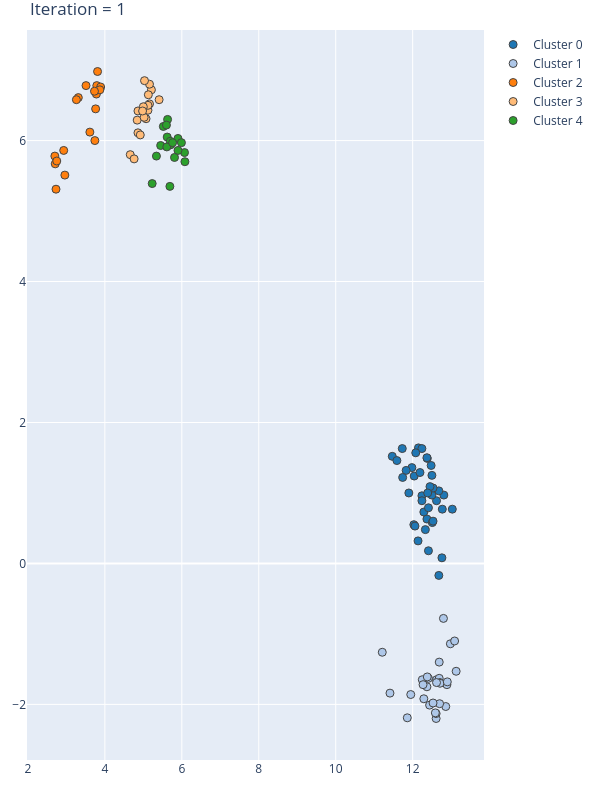 Iteration = 1
Cluster 0
Cluster 1
Cluster 2
Cluster 3
Cluster 4
6
4
2
0
−2
2 4 6 8 10 12